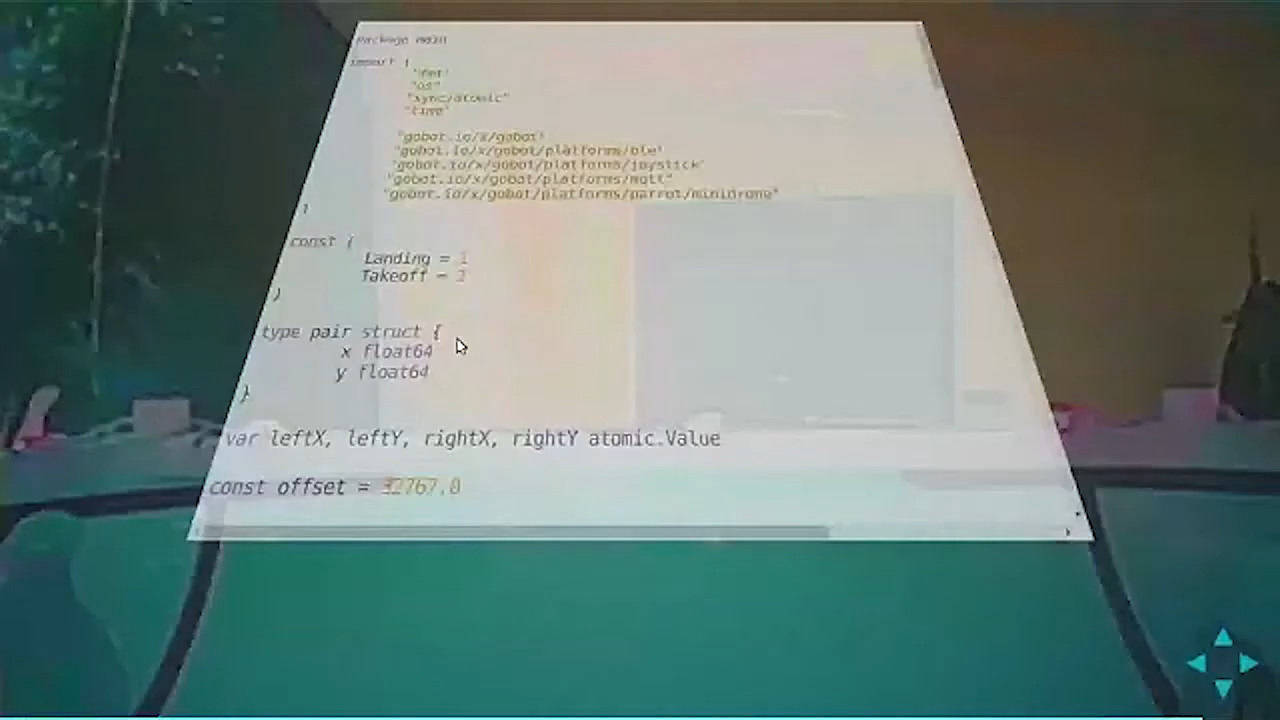 package main
import (
"fmt"
"os"
"sync/atomic"
"time"
"gobot.io/x/gobot"
"gobot.io/x/gobot/platforms/ble"
"gobot.io/x/gobot/platforms/joystick"
"gobot.io/x/gobot/platforms/mqtt"
"gobot.io/x/gobot/platforms/parrot/minidrone"
)
const (
Landing = 1
Takeoff = 2
)
type pair struct {
x float64
y float64
}
var leftX, leftY, rightX, rightY atomic.Value
const offset = 32767.0